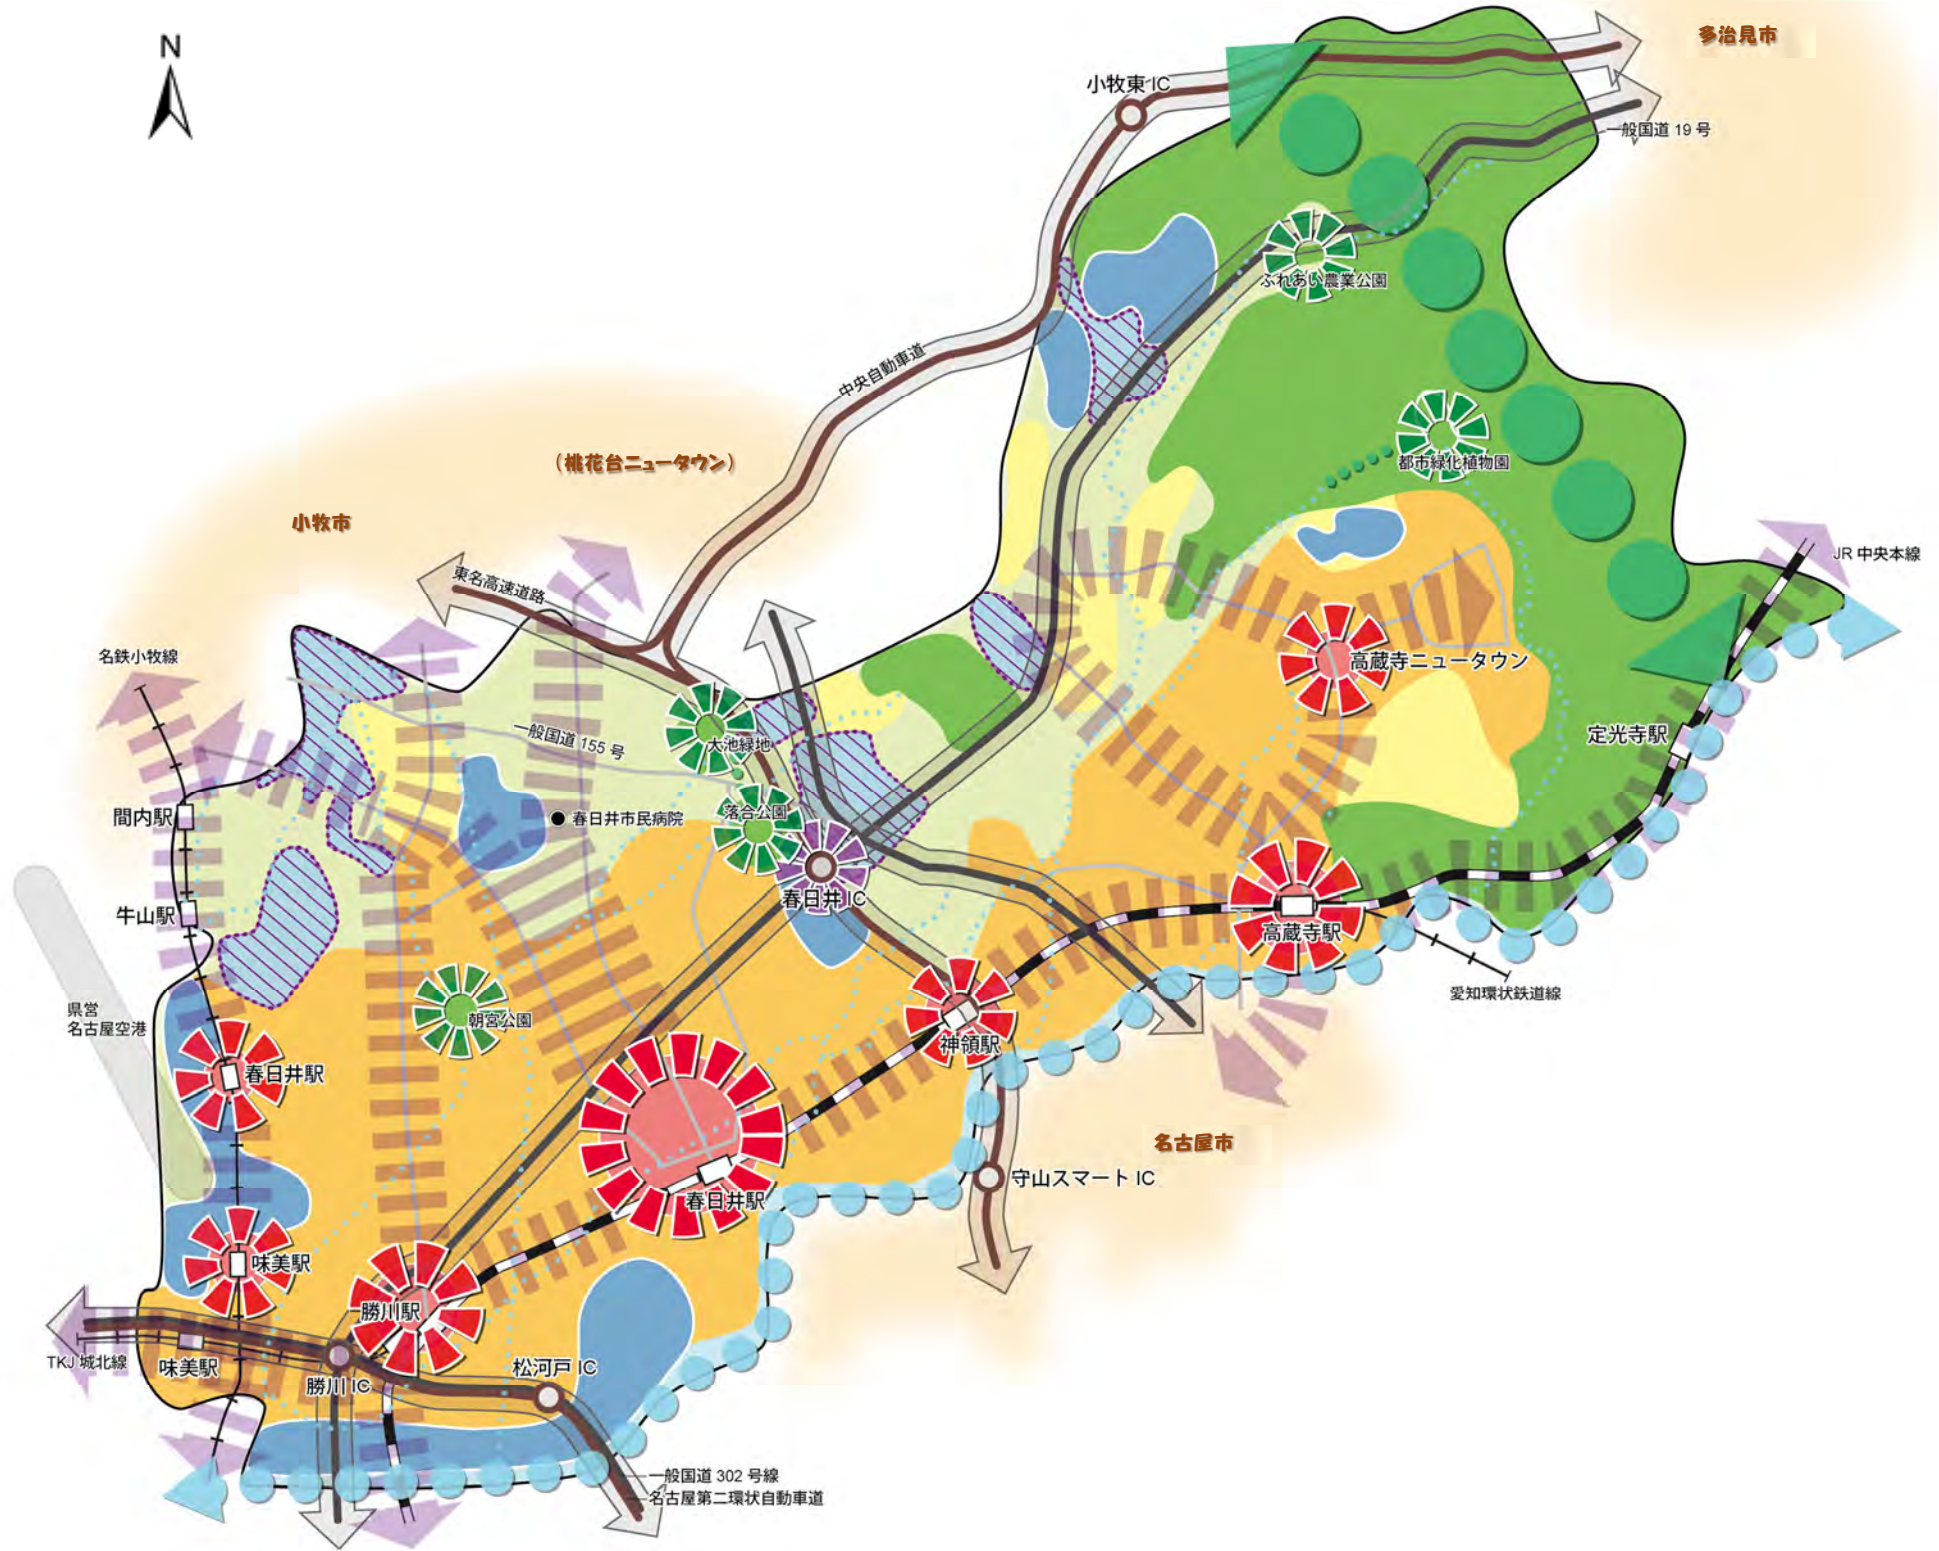 N
多治見市
小牧東 IC
一般国道 19 号
ふれあい農業公園
中央自動車道
(桃花台ニュータウン)
都市緑化植物園
小牧市
JR 中央本線
東名高速道路
名鉄小牧線
高蔵寺ニュータウン
一般国道 155 号
大池緑地
定光寺駅
間内駅
春日井市民病院
落合公園
春日井 IC
牛山駅
高蔵寺駅
愛知環状鉄道線
県営
名古屋空港
朝宮公園
神領駅
春日井駅
名古屋市
守山スマート IC
春日井駅
味美駅
勝川駅
TKJ 城北線
味美駅
勝川 IC
松河戸 IC
一般国道 302 号線
名古屋第二環状自動車道